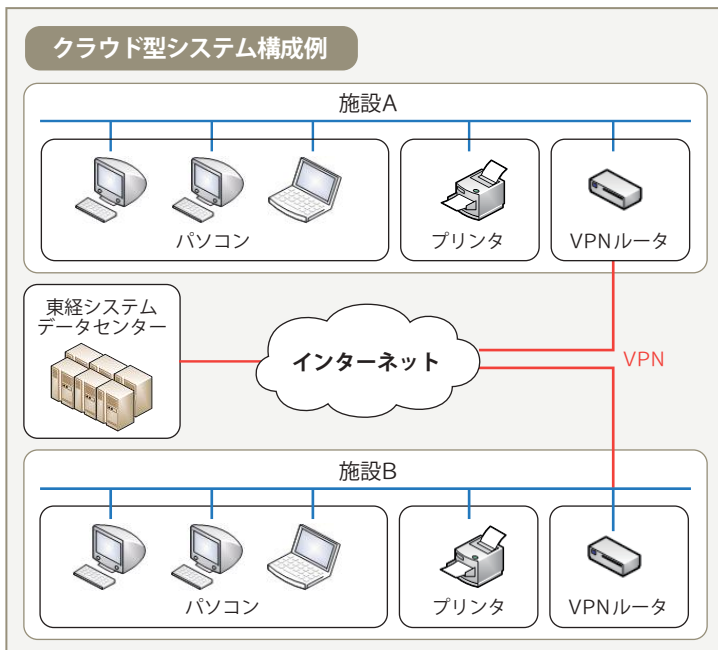 クラウド型システム構成例
施設A
パソコン
プリンタ
VPNルータ
東経システム
データセンター
インターネット
VPN
施設B
パソコン
プリンタ
VPNルータ